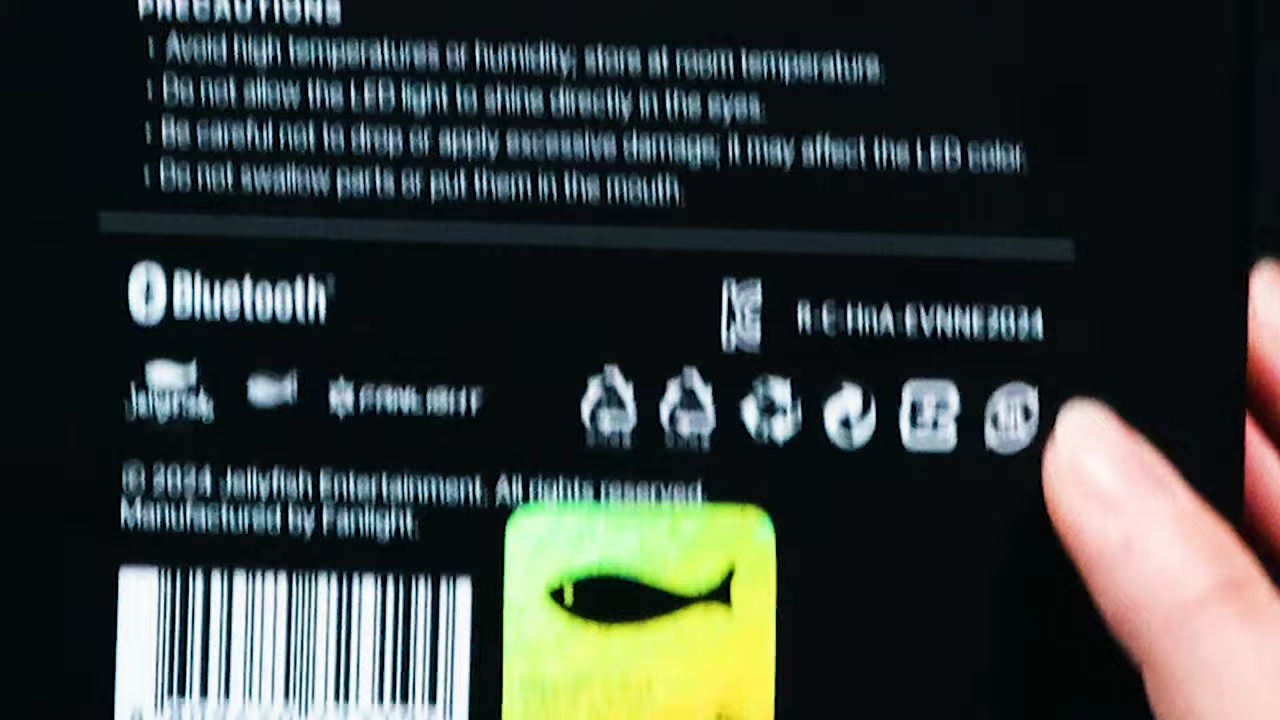 PRECAUTIONS
Avoid high temperatures or humidity; store at room temperature.
Do not allow the LED light to shine directly in the eyes.
Be careful not to drop or apply excessive damage; it may affect the LED color.
Do not swallow parts or put them in the mouth.
Bluetooth
Jellyfish FANLIGHT
© 2024 Jellyfish Entertainment. All rights reserved.
Manufactured by Fanlight.